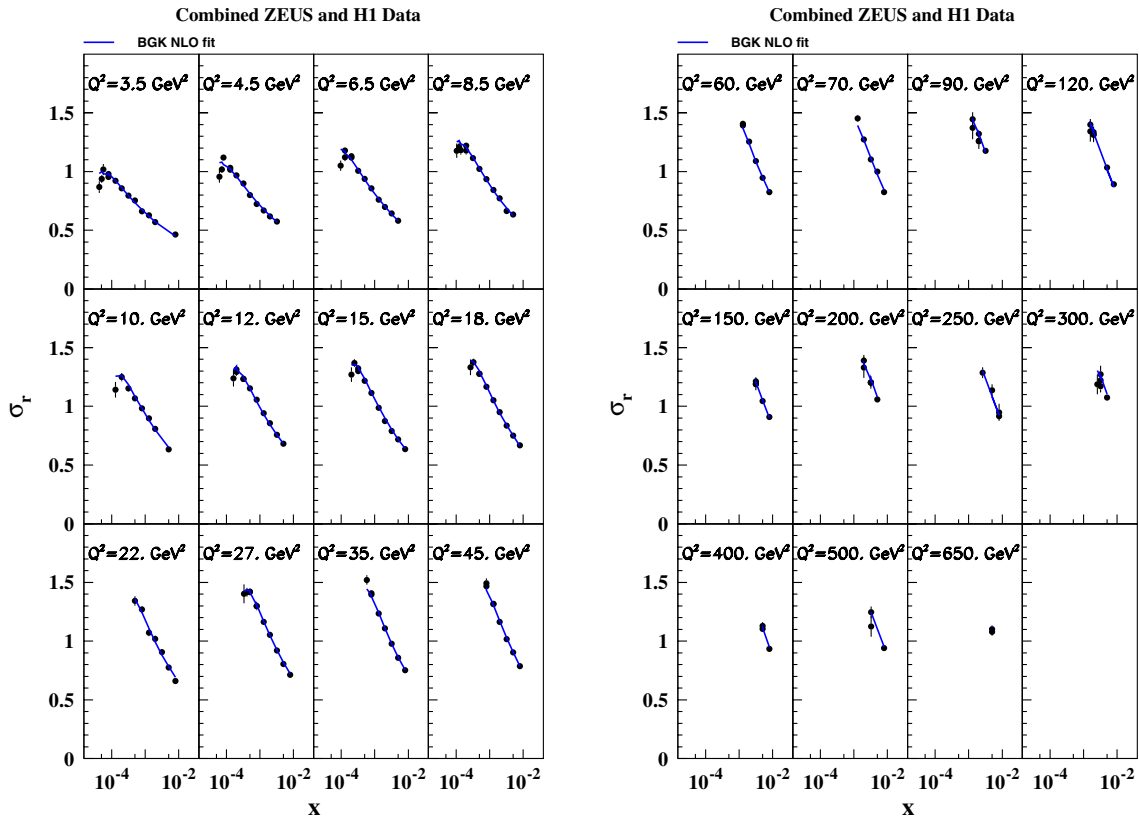 Combined ZEUS and H1 Data
BGK NLO fit
Q²=3.5 GeV² Q²=4.5 GeV² Q²=6.5 GeV² Q²=8.5 GeV²
1.5
1
0.5
0
Q²=10. GeV² Q²=12. GeV² Q²=15. GeV² Q²=18. GeV²
1.5
1
0.5
0
σr
Q²=22. GeV² Q²=27. GeV² Q²=35. GeV² Q²=45. GeV²
1.5
1
0.5
0
10⁻⁴ 10⁻² 10⁻⁴ 10⁻² 10⁻⁴ 10⁻² 10⁻⁴ 10⁻²
x
Combined ZEUS and H1 Data
BGK NLO fit
Q²=60. GeV² Q²=70. GeV² Q²=90. GeV² Q²=120. GeV²
1.5
1
0.5
0
Q²=150. GeV² Q²=200. GeV² Q²=250. GeV² Q²=300. GeV²
1.5
1
0.5
0
σr
Q²=400. GeV² Q²=500. GeV² Q²=650. GeV²
1.5
1
0.5
0
10⁻⁴ 10⁻² 10⁻⁴ 10⁻² 10⁻⁴ 10⁻² 10⁻⁴ 10⁻²
x